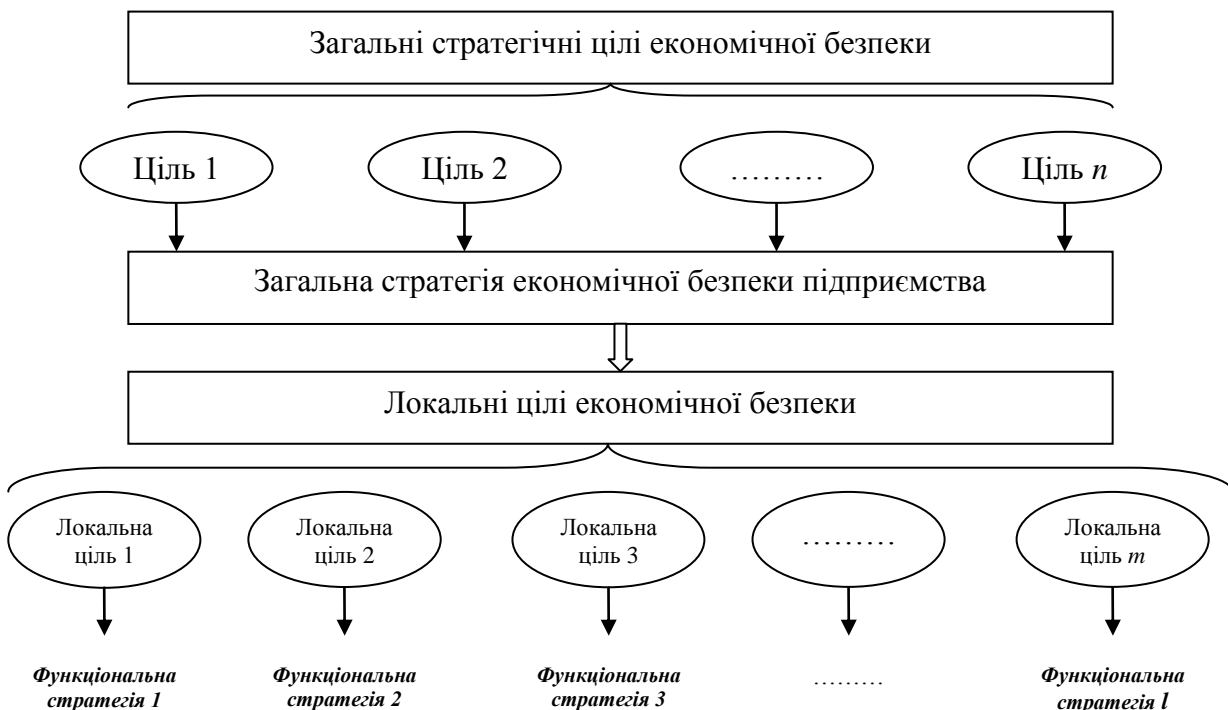 Загальні стратегічні цілі економічної безпеки
Ціль 1
Ціль 2
………
Ціль n
Загальна стратегія економічної безпеки підприємства
Локальні цілі економічної безпеки
Локальна
ціль 1
Локальна
ціль 2
Локальна
ціль 3
………
Локальна
ціль m
Функціональна
стратегія 1
Функціональна
стратегія 2
Функціональна
стратегія 3
………
Функціональна
стратегія l